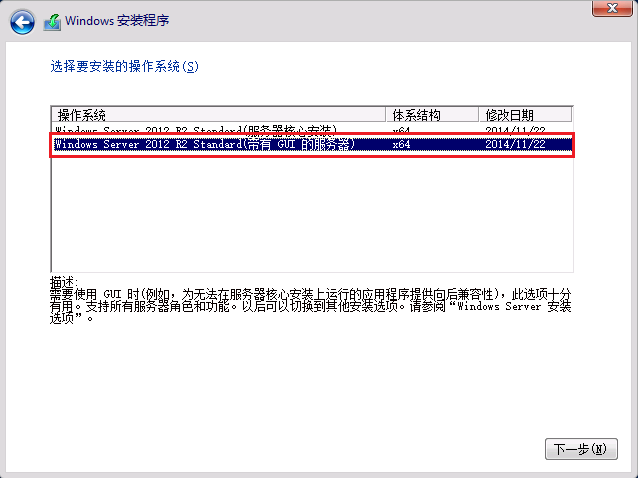 Windows 安装程序
选择要安装的操作系统(S)
操作系统 体系结构 修改日期
Windows Server 2012 R2 Standard(服务器核心安装) x64 2014/11/22
Windows Server 2012 R2 Standard(带有 GUI 的服务器) x64 2014/11/22
描述:
需要使用 GUI 时(例如，为无法在服务器核心安装上运行的应用程序提供向后兼容性)，此选项十分
有用。支持所有服务器角色和功能。以后可以切换到其他安装选项。请参阅“Windows Server 安装
选项”。
下一步(N)